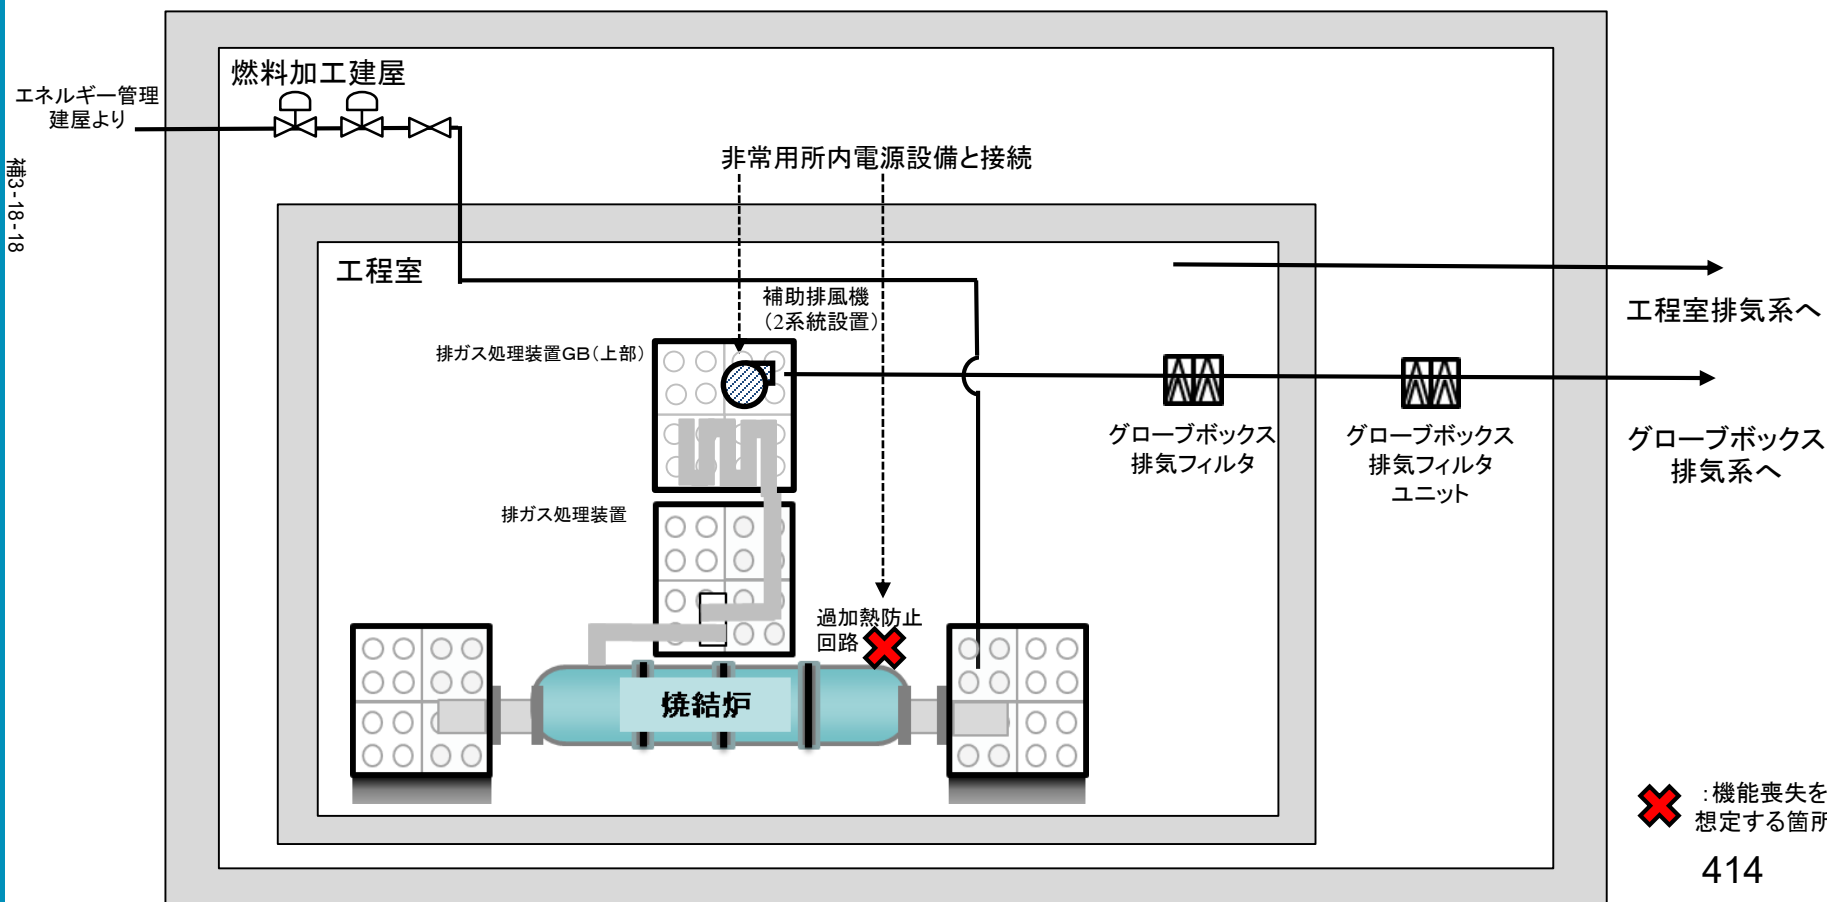 燃料加工建屋
エネルギー管理
建屋より
補3-18-18
非常用所内電源設備と接続
工程室
補助排風機
（2系統設置）
排ガス処理装置GB（上部）
工程室排気系へ
グローブボックス
排気フィルタ
グローブボックス
排気フィルタ
ユニット
グローブボックス
排気系へ
排ガス処理装置
過加熱防止
回路
焼結炉
：機能喪失を
想定する箇所
414